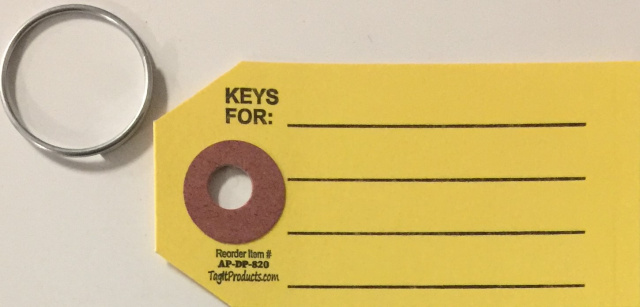 KEYS
FOR:
Reorder Item #
AP-DP-820
TagItProducts.com